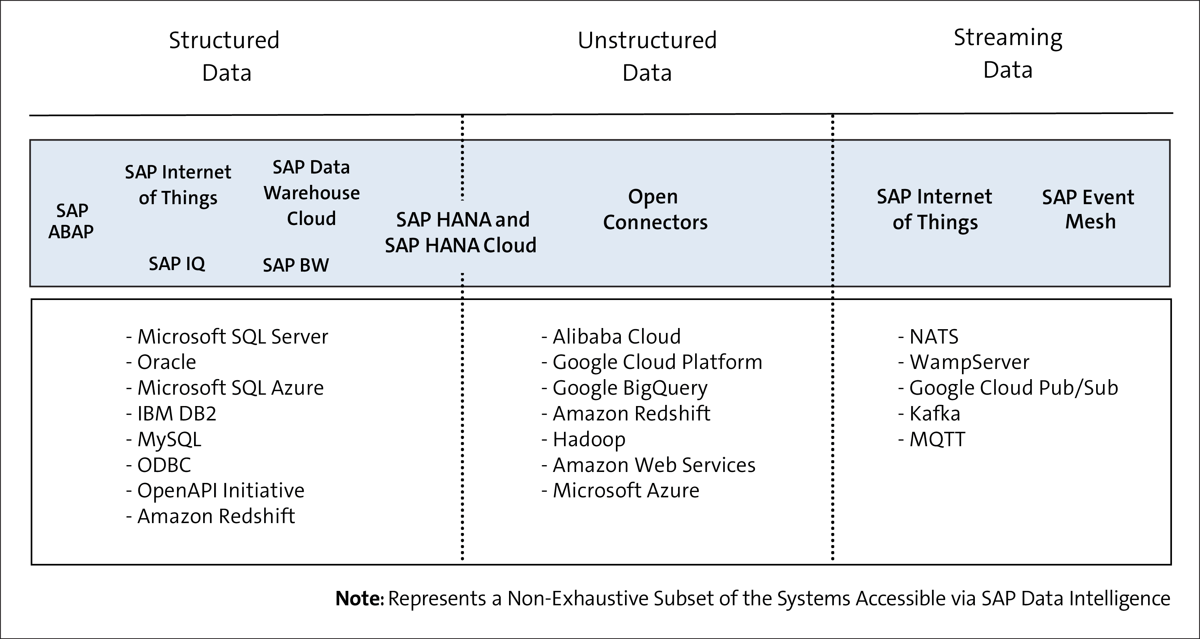 Structured
Data
Unstructured
Data
Streaming
Data
SAP
ABAP
SAP Internet
of Things
SAP IQ
SAP Data
Warehouse
Cloud
SAP BW
SAP HANA and
SAP HANA Cloud
Open
Connectors
SAP Internet
of Things
SAP Event
Mesh
- Microsoft SQL Server
- Oracle
- Microsoft SQL Azure
- IBM DB2
- MySQL
- ODBC
- OpenAPI Initiative
- Amazon Redshift
- Alibaba Cloud
- Google Cloud Platform
- Google BigQuery
- Amazon Redshift
- Hadoop
- Amazon Web Services
- Microsoft Azure
- NATS
- WampServer
- Google Cloud Pub/Sub
- Kafka
- MQTT
Note: Represents a Non-Exhaustive Subset of the Systems Accessible via SAP Data Intelligence